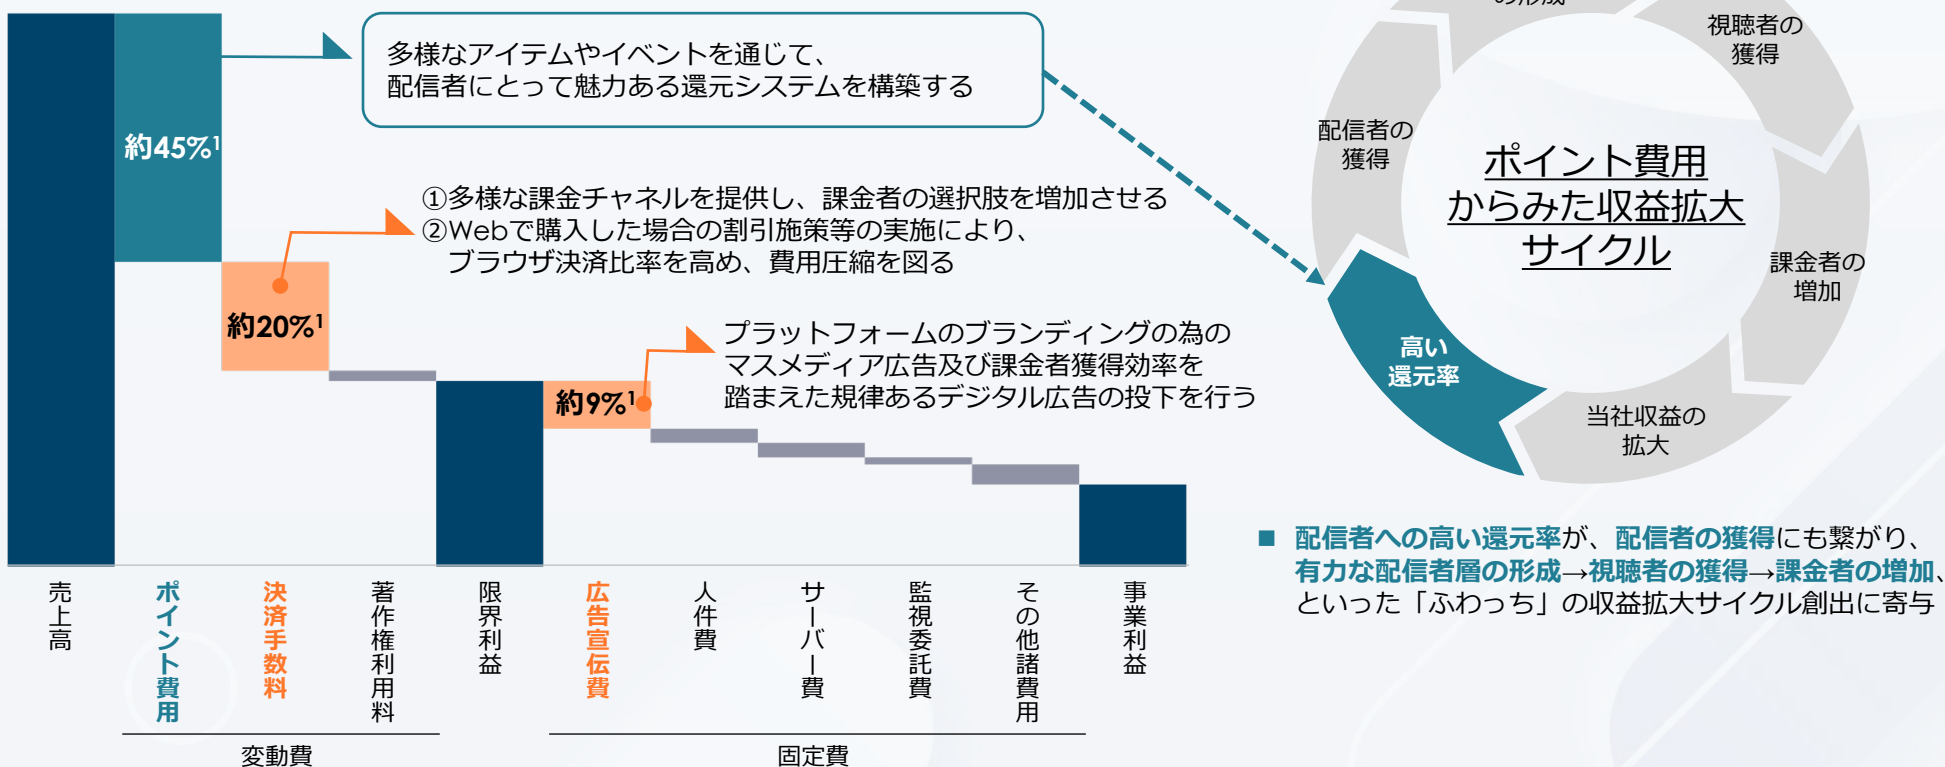 多様なアイテムやイベントを通じて、
配信者にとって魅力ある還元システムを構築する
約45%1
①多様な課金チャネルを提供し、課金者の選択肢を増加させる
②Webで購入した場合の割引施策等の実施により、
ブラウザ決済比率を高め、費用圧縮を図る
約20%1
プラットフォームのブランディングの為の
マスメディア広告及び課金者獲得効率を
踏まえた規律あるデジタル広告の投下を行う
約9%1
売上高
ポイント費用
決済手数料
著作権利用料
限界利益
広告宣伝費
人件費
サーバー費
監視委託費
その他諸費用
事業利益
変動費
固定費
の形成
視聴者の
獲得
配信者の
獲得
ポイント費用
からみた収益拡大
サイクル
課金者の
増加
高い
還元率
当社収益の
拡大
■ 配信者への高い還元率が、配信者の獲得にも繋がり、
有力な配信者層の形成→視聴者の獲得→課金者の増加、
といった「ふわっち」の収益拡大サイクル創出に寄与